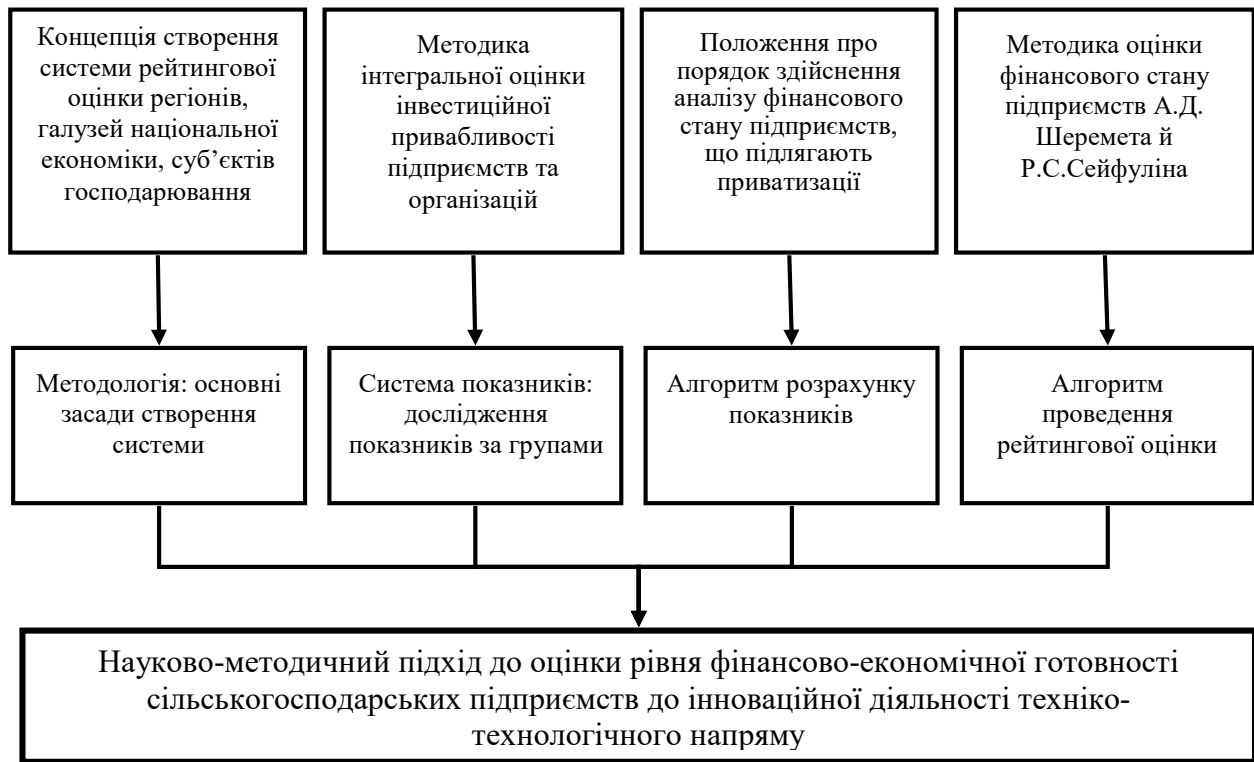 Концепція створення
системи рейтингової
оцінки регіонів,
галузей національної
економіки, суб’єктів
господарювання
Методика
інтегральної оцінки
інвестиційної
привабливості
підприємств та
організацій
Положення про
порядок здійснення
аналізу фінансового
стану підприємств,
що підлягають
приватизації
Методика оцінки
фінансового стану
підприємств А.Д.
Шеремета й
Р.С.Сейфуліна
Методологія: основні
засади створення
системи
Система показників:
дослідження
показників за групами
Алгоритм розрахунку
показників
Алгоритм
проведення
рейтингової оцінки
Науково-методичний підхід до оцінки рівня фінансово-економічної готовності
сільськогосподарських підприємств до інноваційної діяльності техніко-
технологічного напряму